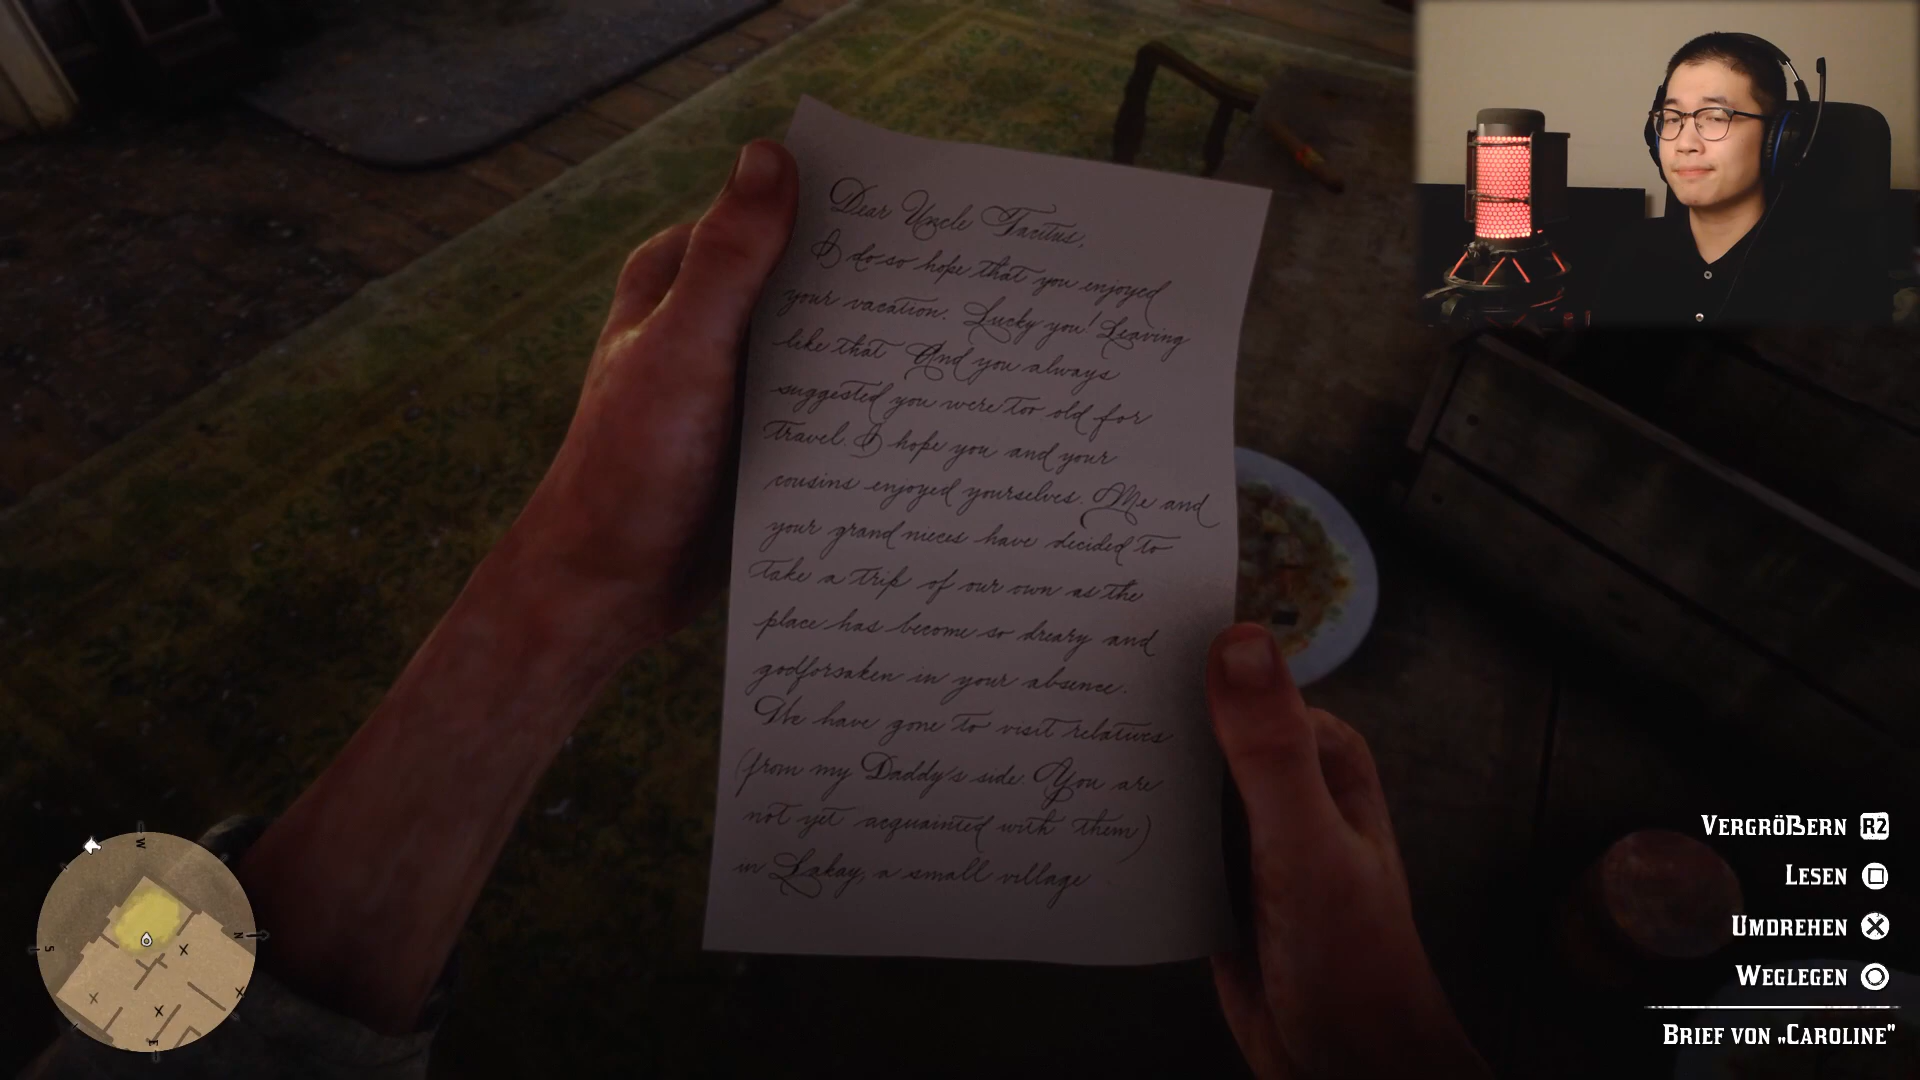 Dear Uncle Tacitus,
I do so hope that you enjoyed
your vacation. Lucky you! Leaving
like that. And you always
suggested you were too old for
travel. I hope you and your
cousins enjoyed yourselves. Me and
your grand nieces have decided to
take a trip of our own as the
place has become so dreary and
godforsaken in your absence.
We have gone to visit relatives
(from my Daddy's side. You are
not yet acquainted with them)
in Lakay, a small village
VERGRÖßERN R2
LESEN
UMDREHEN
WEGLEGEN
BRIEF VON „CAROLINE"
W
N
S
E